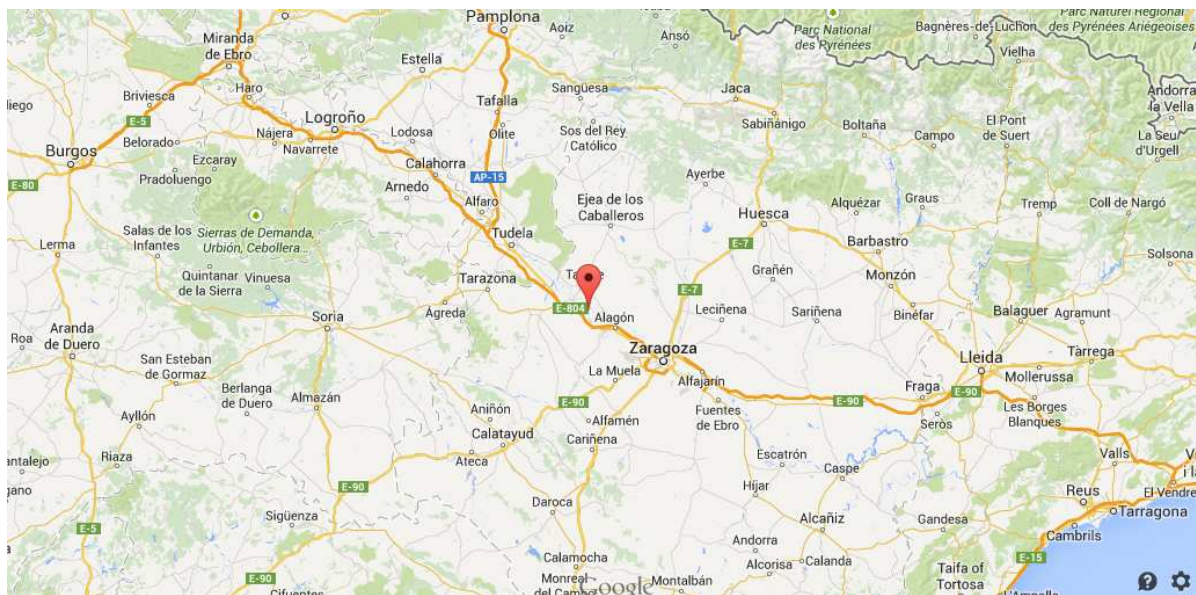 Pamplona
Aoiz
Ansó
Parc National
des Pyrénées
Bagnères-de-Luchon
Parc Naturel Régional
des Pyrénées Ariégeoises
Vielha
Miranda
de Ebro
Estella
Sangüesa
Jaca
Andorra
la Vella
Briviesca
Haro
Tafalla
Sabiñánigo
Boltaña
Campo
El Pont
de Suert
La Seu
d'Urgell
E-5
Logroño
Lodosa
Olite
Sos del Rey
Católico
Belorado
Nájera
Navarrete
Burgos
Ezcaray
Calahorra
AP-15
Ayerbe
E-80
Pradoluengo
Arnedo
Alfaro
Ejea de los
Caballeros
Huesca
Alquézar
Graus
Tremp
Coll de Nargó
Lerma
Salas de los
Infantes
Sierras de Demanda,
Urbión, Cebollera...
Tudela
E-7
Barbastro
Solsona
Quintanar
de la Sierra
Vinuesa
Tarazona
Grañén
Monzón
E-7
E-804
Leciñena
Sariñena
Binéfar
Balaguer
Agramunt
Soria
Ágreda
Alagón
Roa
Aranda
de Duero
Zaragoza
Lleida
Tàrrega
San Esteban
de Gormaz
La Muela
Alfajarín
Fraga
E-90
Mollerussa
Berlanga
de Duero
Almazán
E-90
Fuentes
de Ebro
E-90
Seròs
Les Borges
Blanques
Ayllón
Aniñón
Alfamén
Calatayud
Cariñena
Riaza
Ateca
Escatrón
Caspe
Valls
E-90
Daroca
Híjar
Reus
El Vendre
Tarragona
E-5
Sigüenza
Alcañiz
Gandesa
Cambrils
Calamocha
Andorra
Calanda
E-15
E-90
Monreal
Google
Montalbán
Alcorisa
Taifa of
Tortosa